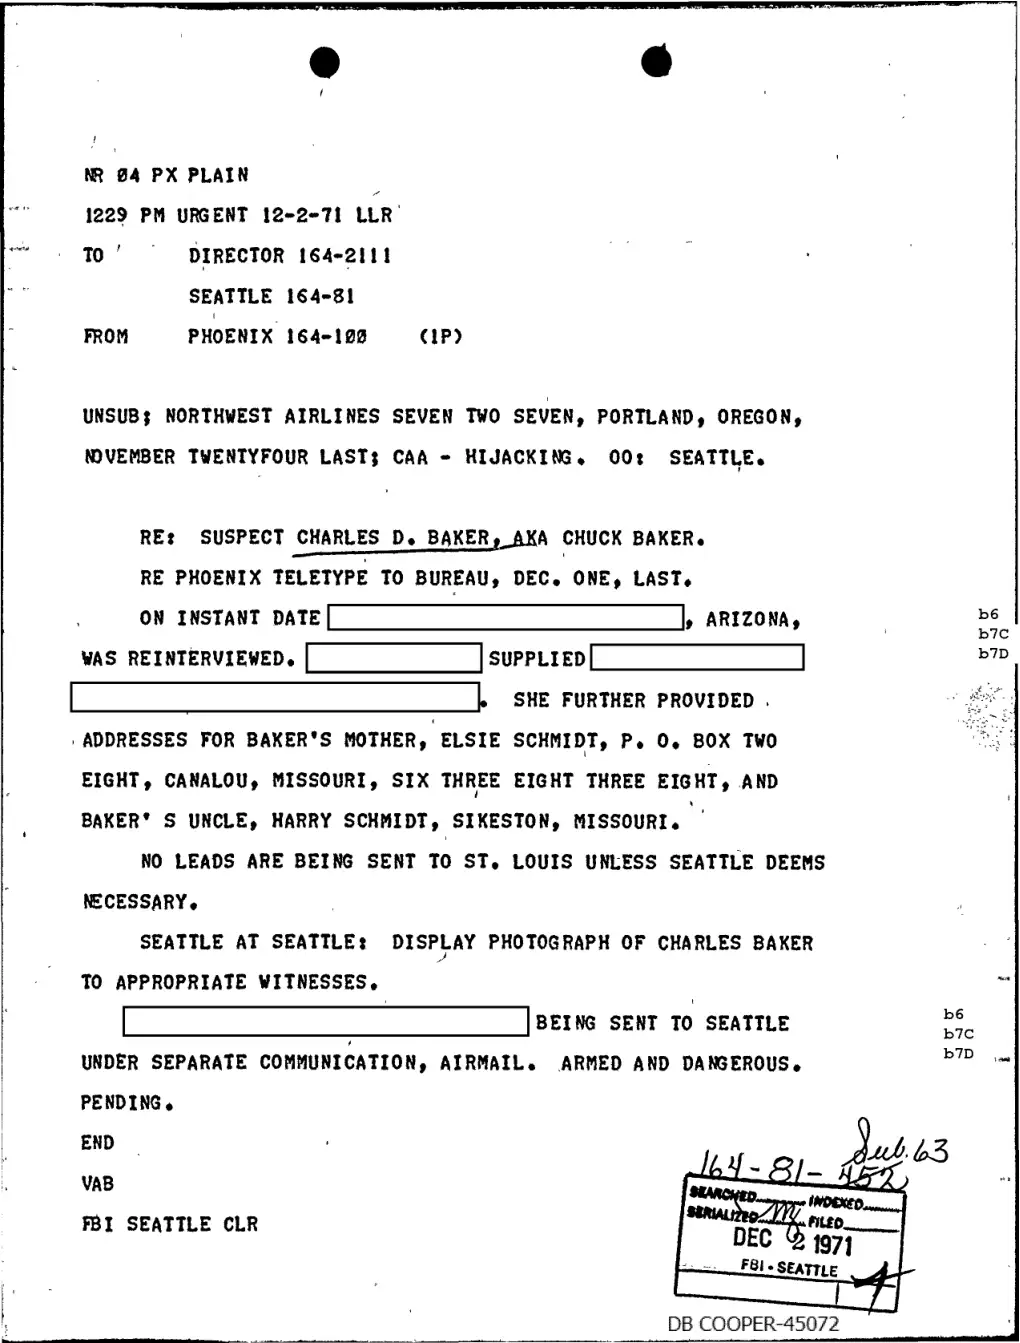 NR 04 PX PLAIN
1229 PM URGENT 12-2-71 LLR
TO DIRECTOR 164-2111
SEATTLE 164-81
FROM PHOENIX 164-100 (1P)
UNSUB; NORTHWEST AIRLINES SEVEN TWO SEVEN, PORTLAND, OREGON,
NOVEMBER TWENTYFOUR LAST; CAA - HIJACKING. OO: SEATTLE.
RE: SUSPECT CHARLES D. BAKER, AKA CHUCK BAKER.
RE PHOENIX TELETYPE TO BUREAU, DEC. ONE, LAST.
ON INSTANT DATE , ARIZONA,
b6
b7C
b7D
WAS REINTERVIEWED. SUPPLIED
. SHE FURTHER PROVIDED
ADDRESSES FOR BAKER'S MOTHER, ELSIE SCHMIDT, P. O. BOX TWO
EIGHT, CANALOU, MISSOURI, SIX THREE EIGHT THREE EIGHT, AND
BAKER' S UNCLE, HARRY SCHMIDT, SIKESTON, MISSOURI.
NO LEADS ARE BEING SENT TO ST. LOUIS UNLESS SEATTLE DEEMS
NECESSARY.
SEATTLE AT SEATTLE: DISPLAY PHOTOGRAPH OF CHARLES BAKER
TO APPROPRIATE WITNESSES.
BEING SENT TO SEATTLE
b6
b7C
b7D
UNDER SEPARATE COMMUNICATION, AIRMAIL. ARMED AND DANGEROUS.
PENDING.
END
VAB
FBI SEATTLE CLR
Sub. 63
164-81-452
SEARCHED INDEXED
SERIALIZED FILED
DEC 2 1971
FBI - SEATTLE
DB COOPER-45072